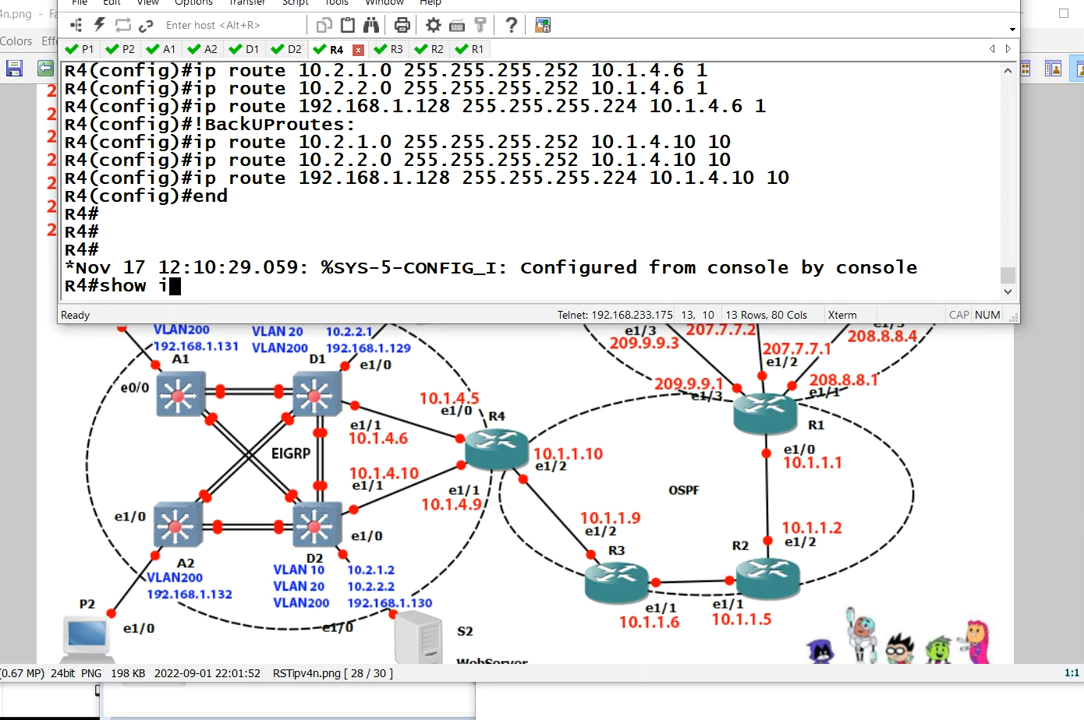 4n.png - Fa
File Edit View Options Transfer Script Tools Window Help
Enter host <Alt+R>
Colors Effe
P1 P2 A1 A2 D1 D2 R4 R3 R2 R1
R4(config)#ip route 10.2.1.0 255.255.255.252 10.1.4.6 1
R4(config)#ip route 10.2.2.0 255.255.255.252 10.1.4.6 1
R4(config)#ip route 192.168.1.128 255.255.255.224 10.1.4.6 1
R4(config)#!BackUProutes:
R4(config)#ip route 10.2.1.0 255.255.255.252 10.1.4.10 10
R4(config)#ip route 10.2.2.0 255.255.255.252 10.1.4.10 10
R4(config)#ip route 192.168.1.128 255.255.255.224 10.1.4.10 10
R4(config)#end
R4#
R4#
R4#
*Nov 17 12:10:29.059: %SYS-5-CONFIG_I: Configured from console by console
R4#show i
Ready Telnet: 192.168.233.175 13, 10 13 Rows, 80 Cols Xterm CAP NUM
VLAN200
192.168.1.131
A1
e0/0
VLAN 20 10.2.2.1
VLAN200 192.168.1.129
D1
e1/0
e1/1
10.1.4.6
10.1.4.5
e1/0
R4
EIGRP
10.1.4.10
e1/1
e1/1
10.1.4.9
10.1.1.10
e1/2
e1/3
209.9.9.3
207.7.7.2
e1/3
208.8.8.4
207.7.7.1
e1/2
209.9.9.1
e1/3
208.8.8.1
e1/1
R1
e1/0
10.1.1.1
OSPF
10.1.1.2
e1/2
R2
10.1.1.9
e1/2
R3
e1/1
10.1.1.6
e1/1
10.1.1.5
e1/0
A2
VLAN200
192.168.1.132
D2
e1/0
VLAN 10 10.2.1.2
VLAN 20 10.2.2.2
VLAN200 192.168.1.130
P2
e1/0
e1/0
S2
WebServer
(0.67 MP) 24bit PNG 198 KB 2022-09-01 22:01:52 RSTipv4n.png [ 28 / 30 ] 1:1